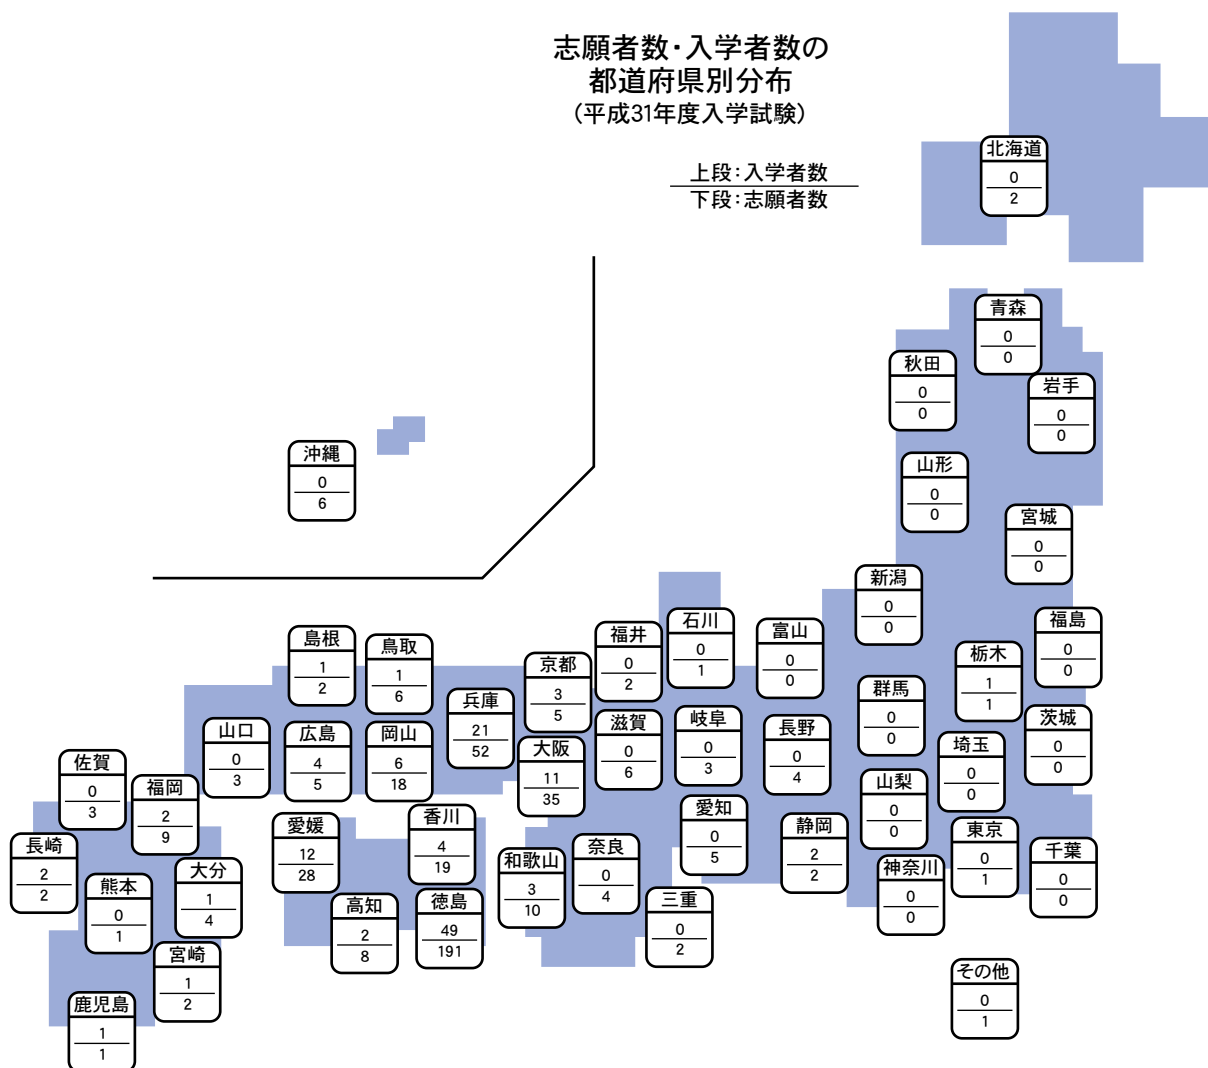 志願者数・入学者数の
都道府県別分布
(平成31年度入学試験)
上段:入学者数
下段:志願者数
北海道
0
2
青森
0
0
秋田
0
0
岩手
0
0
山形
0
0
宮城
0
0
沖縄
0
6
新潟
0
0
福島
0
0
石川
0
1
富山
0
0
福井
0
2
島根
1
2
鳥取
1
6
京都
3
5
栃木
1
1
群馬
0
0
兵庫
21
52
茨城
0
0
岐阜
0
3
滋賀
0
6
長野
0
4
山口
0
3
広島
4
5
岡山
6
18
埼玉
0
0
大阪
11
35
佐賀
0
3
山梨
0
0
福岡
2
9
愛知
0
5
香川
4
19
愛媛
12
28
静岡
2
2
東京
0
1
長崎
2
2
奈良
0
4
千葉
0
0
和歌山
3
10
神奈川
0
0
大分
1
4
熊本
0
1
三重
0
2
徳島
49
191
高知
2
8
宮崎
1
2
その他
0
1
鹿児島
1
1